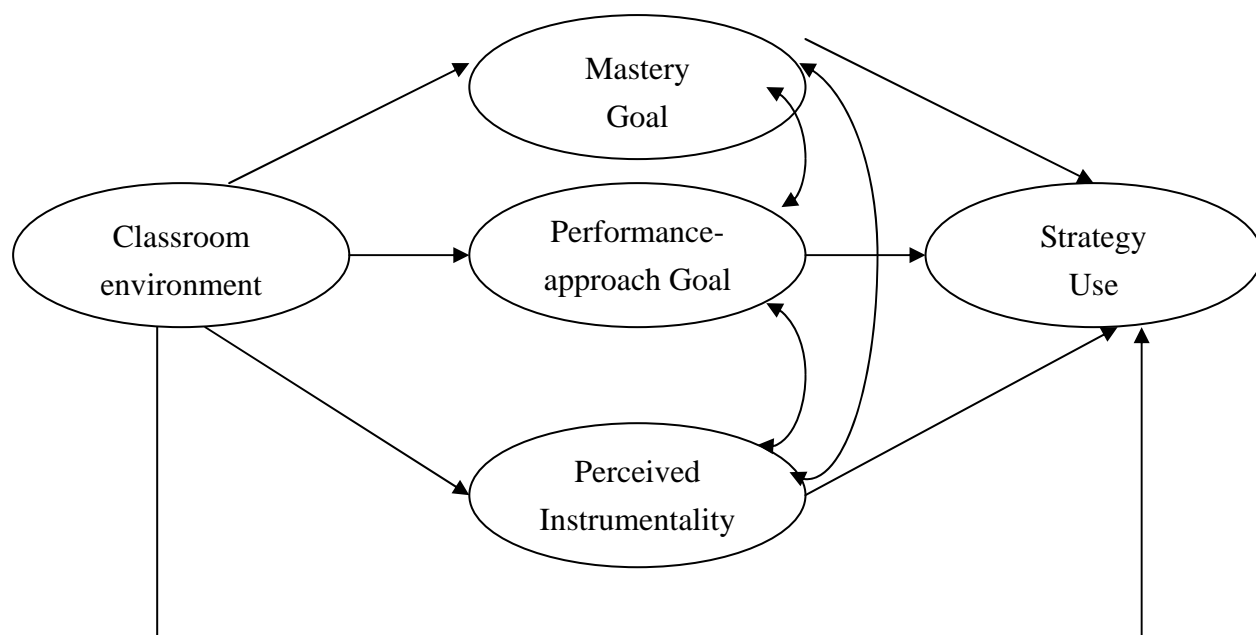 Mastery
Goal
Classroom
environment
Performance-
approach Goal
Strategy
Use
Perceived
Instrumentality